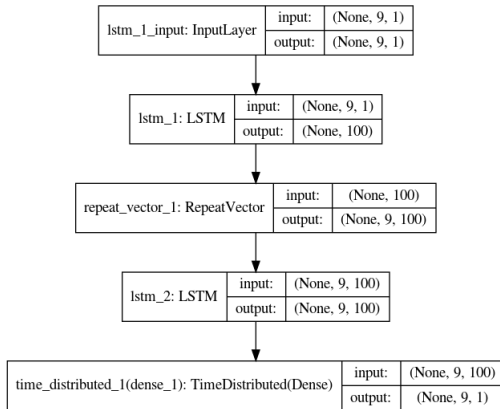 lstm_1_input: InputLayer
input: (None, 9, 1)
output: (None, 9, 1)
lstm_1: LSTM
input: (None, 9, 1)
output: (None, 100)
repeat_vector_1: RepeatVector
input: (None, 100)
output: (None, 9, 100)
lstm_2: LSTM
input: (None, 9, 100)
output: (None, 9, 100)
time_distributed_1(dense_1): TimeDistributed(Dense)
input: (None, 9, 100)
output: (None, 9, 1)